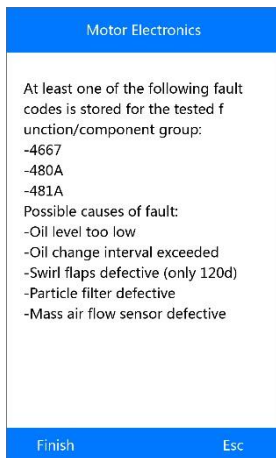 Motor Electronics
At least one of the following fault
codes is stored for the tested f
unction/component group:
-4667
-480A
-481A
Possible causes of fault:
-Oil level too low
-Oil change interval exceeded
-Swirl flaps defective (only 120d)
-Particle filter defective
-Mass air flow sensor defective
Finish Esc